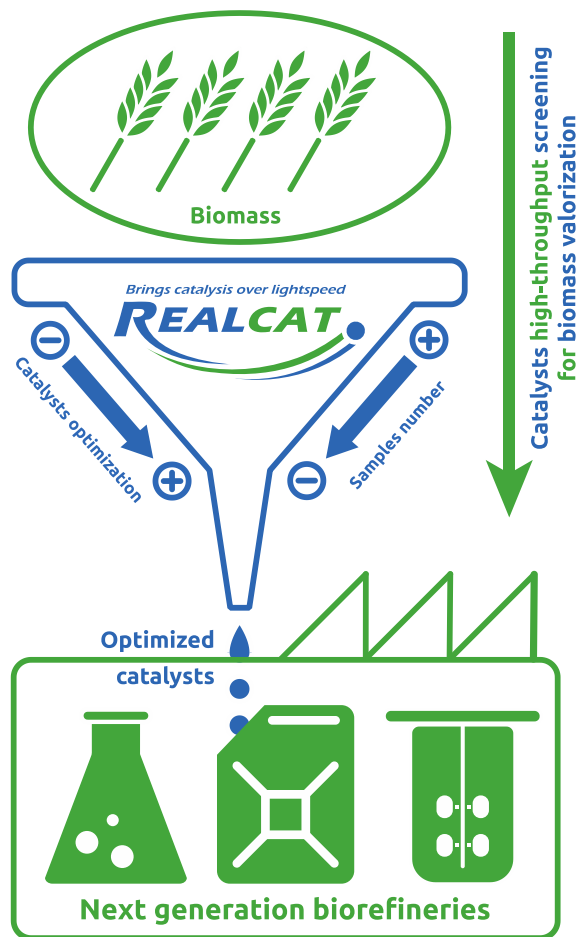 Biomass
Catalysts high-throughput screening
for biomass valorization
Brings catalysis over lightspeed
REALCAT
Catalysts optimization
Samples number
Optimized
catalysts
Next generation biorefineries